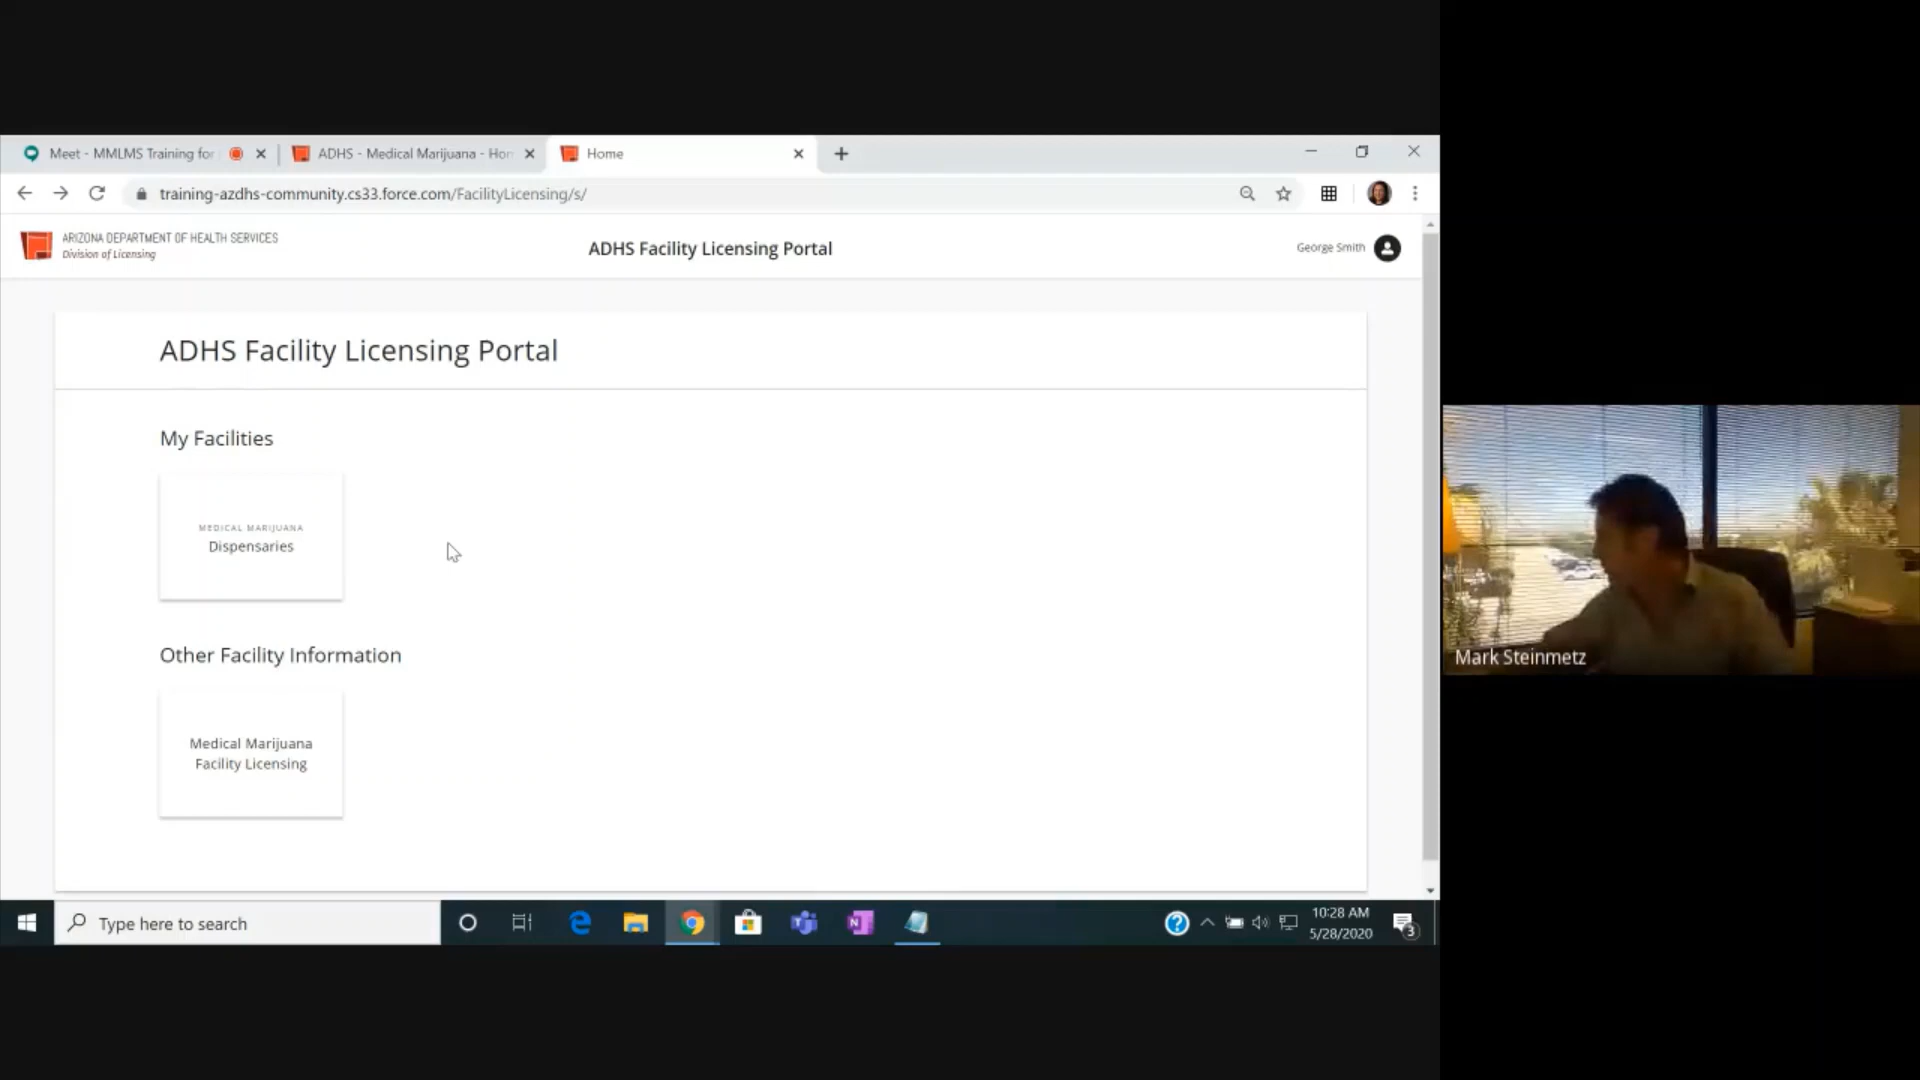 Meet - MMLMS Training for
ADHS - Medical Marijuana - Hor
Home
training-azdhs-community.cs33.force.com/FacilityLicensing/s/
ARIZONA DEPARTMENT OF HEALTH SERVICES
Division of Licensing
ADHS Facility Licensing Portal
George Smith
ADHS Facility Licensing Portal
My Facilities
MEDICAL MARIJUANA
Dispensaries
Other Facility Information
Medical Marijuana
Facility Licensing
Mark Steinmetz
Type here to search
10:28 AM
5/28/2020
3